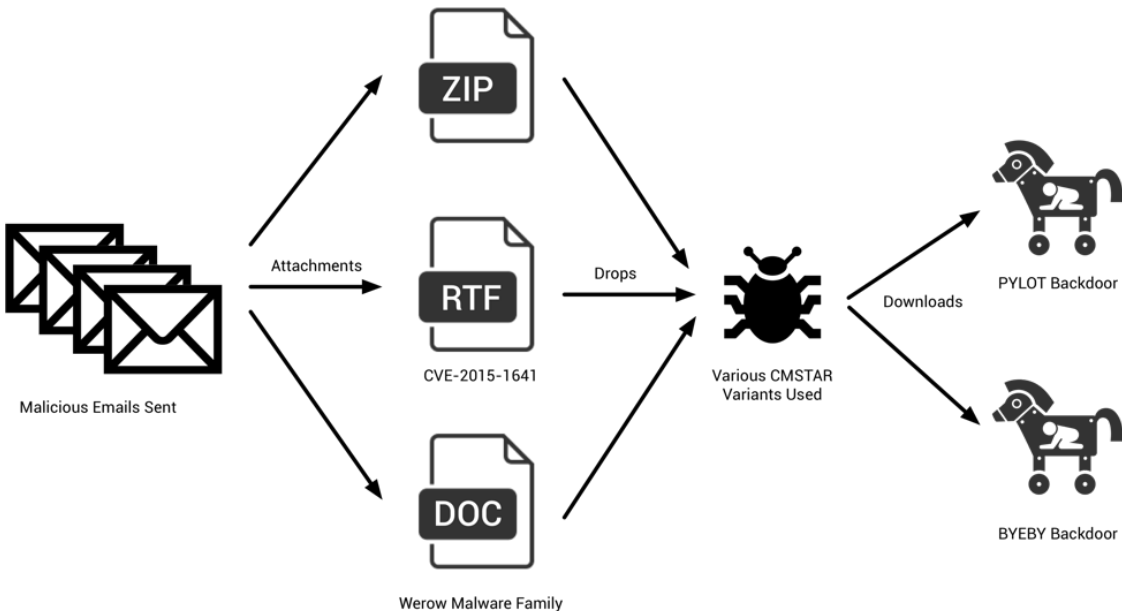 ZIP
Attachments
RTF
CVE-2015-1641
DOC
Werow Malware Family
Malicious Emails Sent
Drops
Various CMSTAR
Variants Used
Downloads
PYLOT Backdoor
BYEBY Backdoor